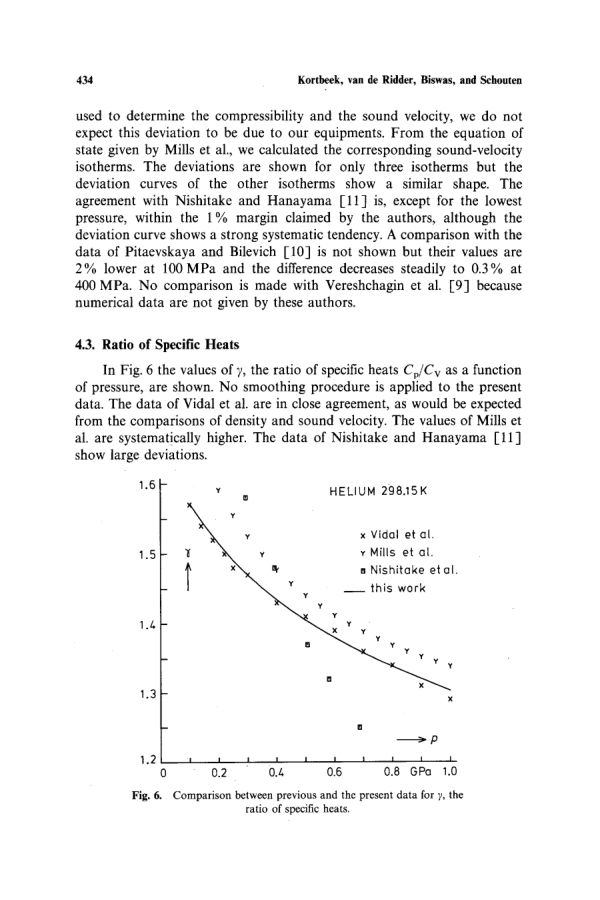 434 Kortbeek, van de Ridder, Biswas, and Schouten
used to determine the compressibility and the sound velocity, we do not
expect this deviation to be due to our equipments. From the equation of
state given by Mills et al., we calculated the corresponding sound-velocity
isotherms. The deviations are shown for only three isotherms but the
deviation curves of the other isotherms show a similar shape. The
agreement with Nishitake and Hanayama [11] is, except for the lowest
pressure, within the 1% margin claimed by the authors, although the
deviation curve shows a strong systematic tendency. A comparison with the
data of Pitaevskaya and Bilevich [10] is not shown but their values are
2% lower at 100 MPa and the difference decreases steadily to 0.3% at
400 MPa. No comparison is made with Vereshchagin et al. [9] because
numerical data are not given by these authors.
4.3. Ratio of Specific Heats
In Fig. 6 the values of γ, the ratio of specific heats Cp/CV as a function
of pressure, are shown. No smoothing procedure is applied to the present
data. The data of Vidal et al. are in close agreement, as would be expected
from the comparisons of density and sound velocity. The values of Mills et
al. are systematically higher. The data of Nishitake and Hanayama [11]
show large deviations.
1.6
HELIUM 298.15K
x Vidal et al.
1.5
γ
Y Mills et al.
Nishitake et al.
this work
1.4
1.3
p
1.2
0 0.2 0.4 0.6 0.8 GPa 1.0
Fig. 6. Comparison between previous and the present data for γ, the
ratio of specific heats.